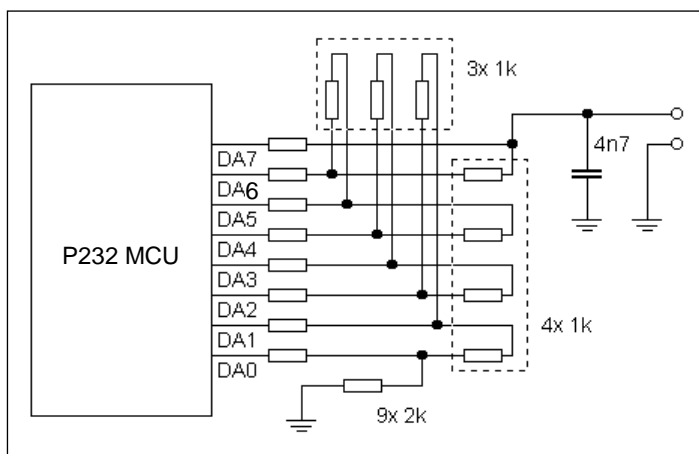 3x 1k
4n7
DA7
DA6
DA5
DA4
P232 MCU
DA3
DA2
4x 1k
DA1
DA0
9x 2k